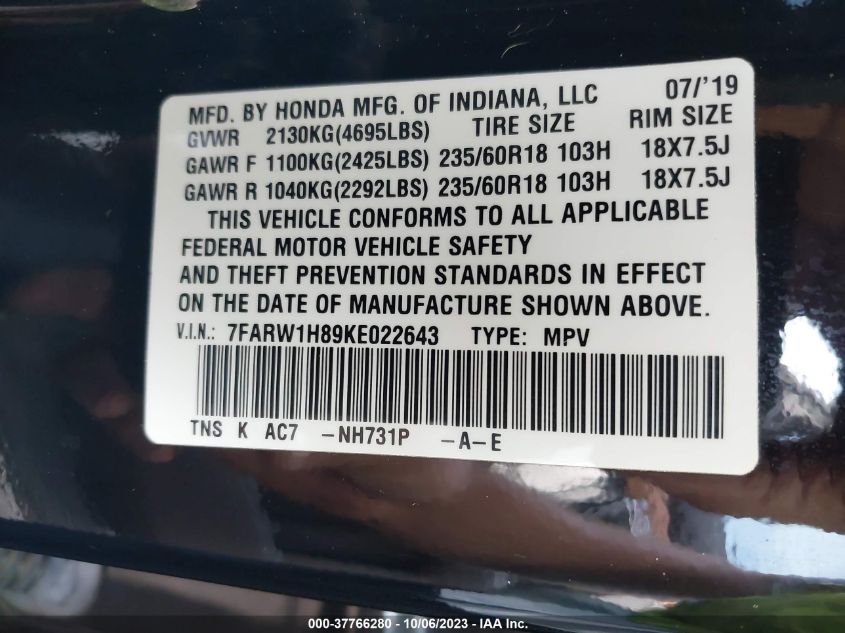 MFD. BY HONDA MFG. OF INDIANA, LLC 07/'19
GVWR 2130KG(4695LBS) TIRE SIZE RIM SIZE
GAWR F 1100KG(2425LBS) 235/60R18 103H 18X7.5J
GAWR R 1040KG(2292LBS) 235/60R18 103H 18X7.5J
THIS VEHICLE CONFORMS TO ALL APPLICABLE
FEDERAL MOTOR VEHICLE SAFETY
AND THEFT PREVENTION STANDARDS IN EFFECT
ON THE DATE OF MANUFACTURE SHOWN ABOVE.
V.I.N.: 7FARW1H89KE022643 TYPE: MPV
TNS K AC7 -NH731P -A-E
000-37766280 - 10/06/2023 - IAA Inc.